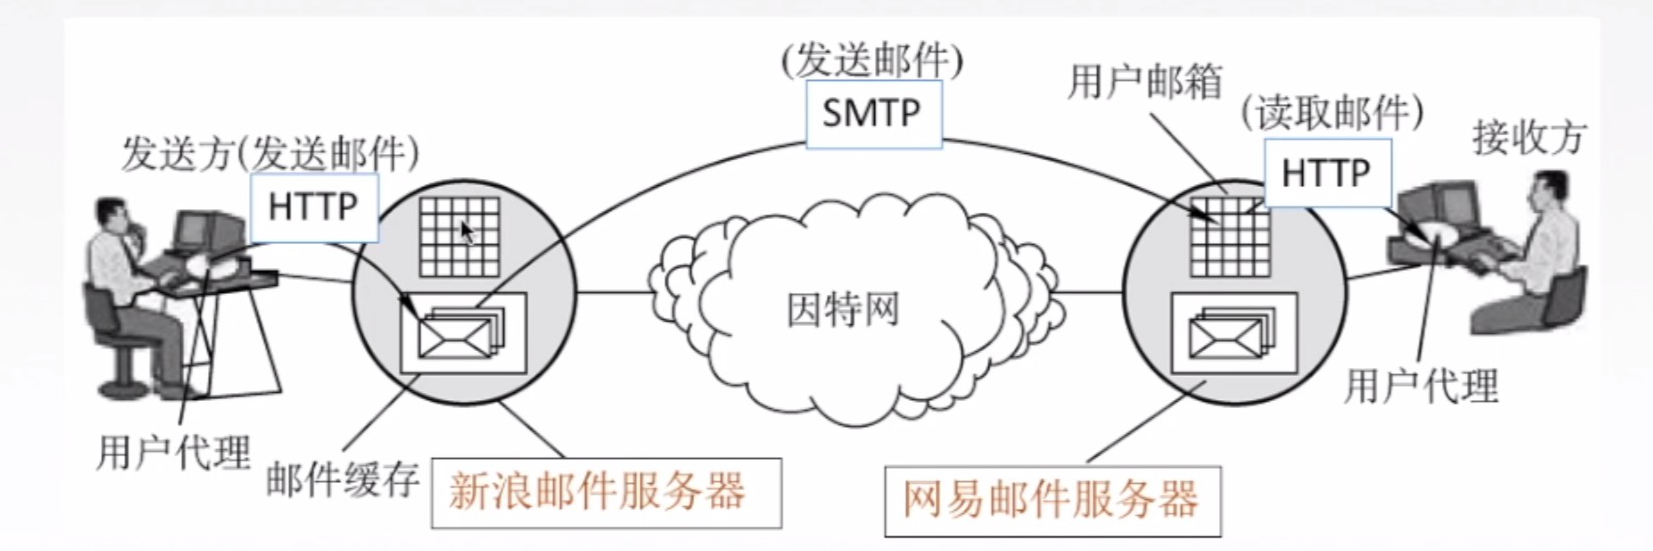 (发送邮件)
SMTP
用户邮箱
(读取邮件)
HTTP
接收方
发送方(发送邮件)
HTTP
因特网
用户代理
用户代理
邮件缓存
新浪邮件服务器
网易邮件服务器